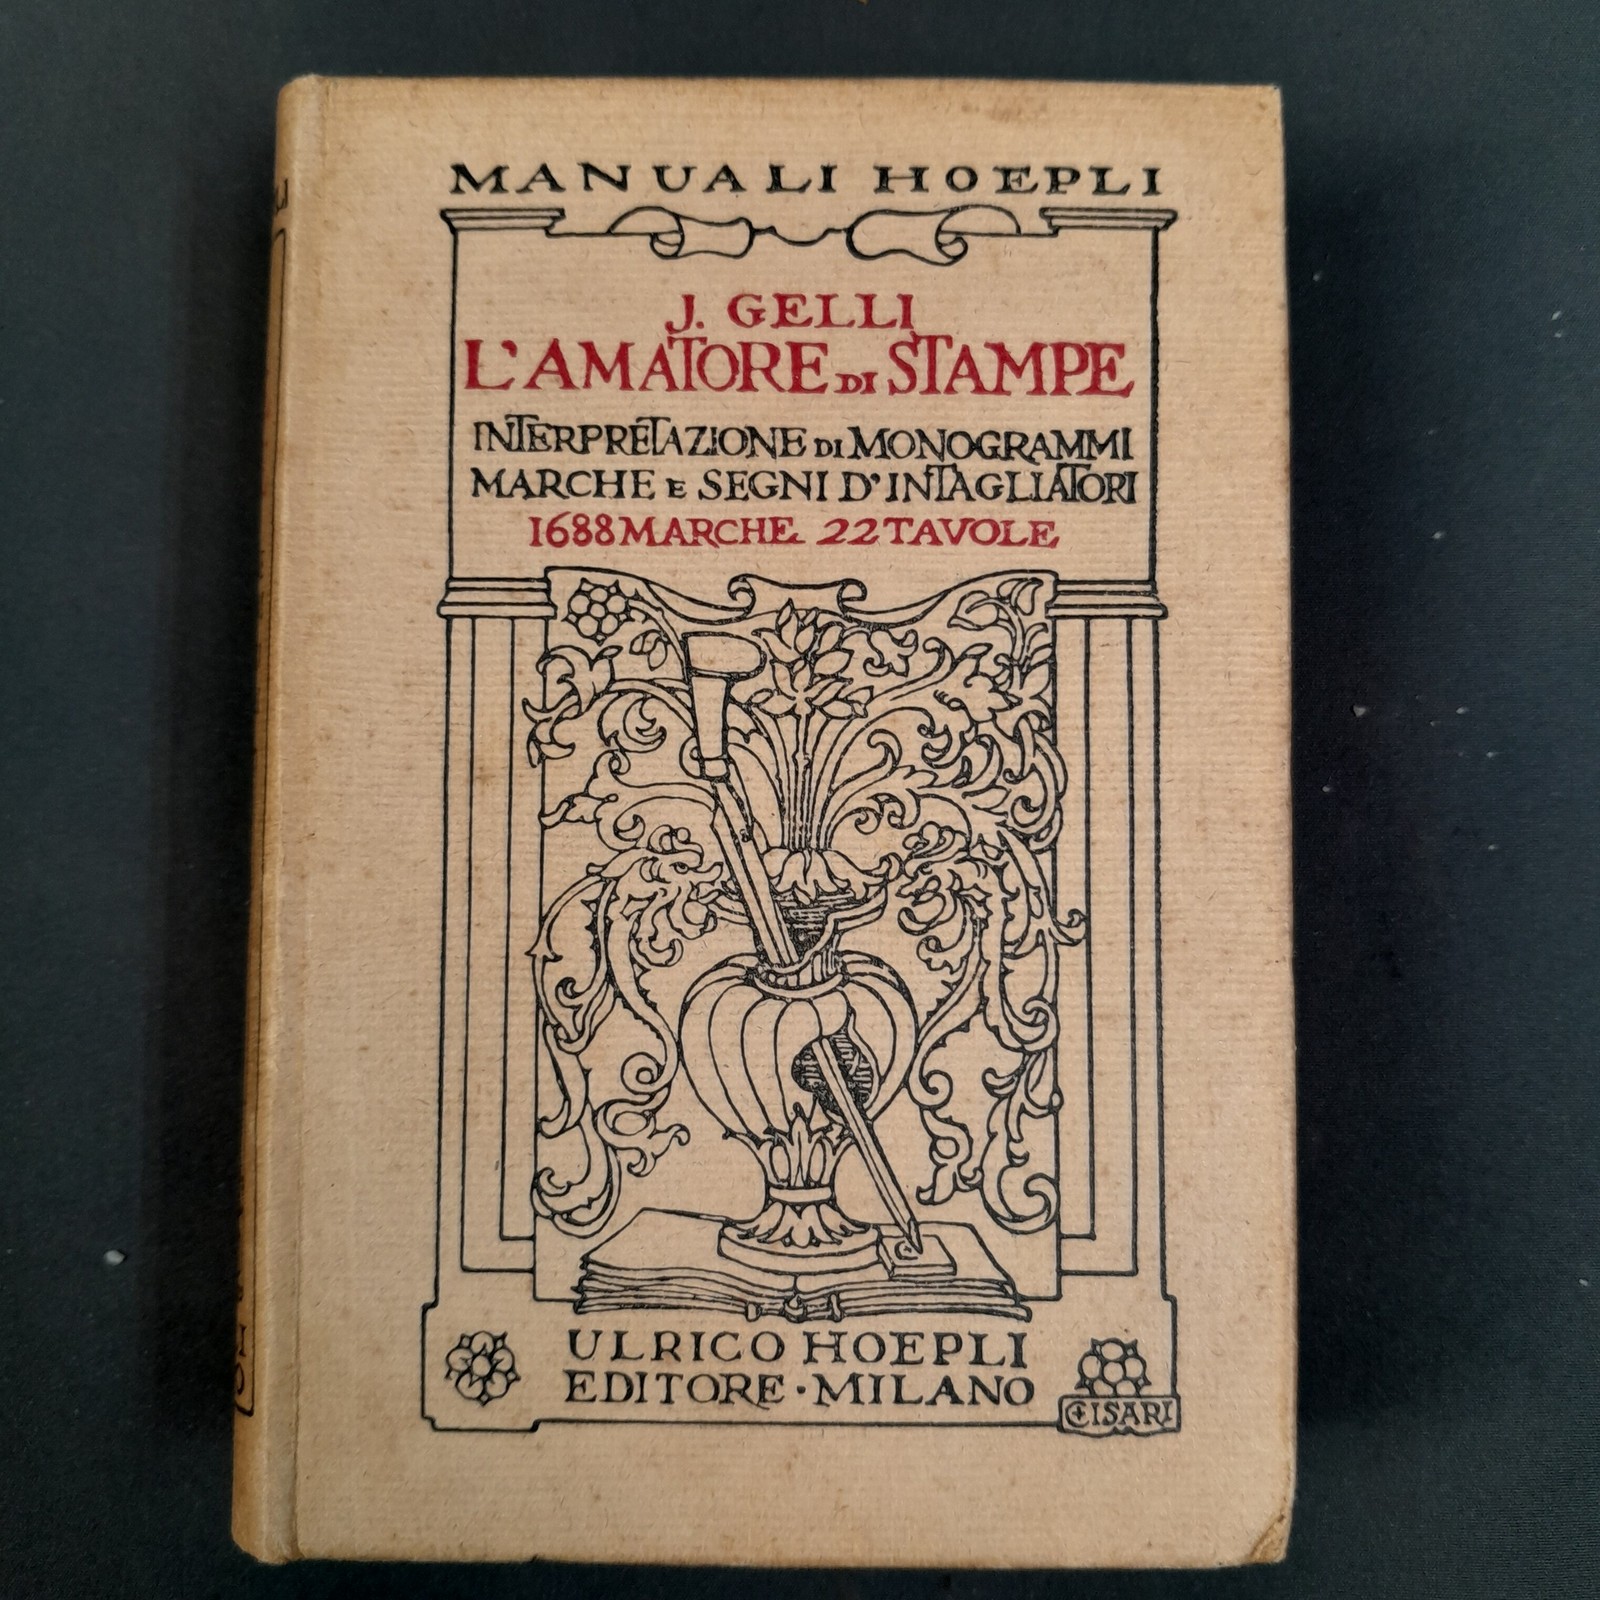 MANUALI HOEPLI
J. GELLI
L'AMATORE DI STAMPE
INTERPRETAZIONE DI MONOGRAMMI
MARCHE E SEGNI D'INTAGLIATORI
1688 MARCHE 22 TAVOLE
ULRICO HOEPLI
EDITORE · MILANO
CISARI